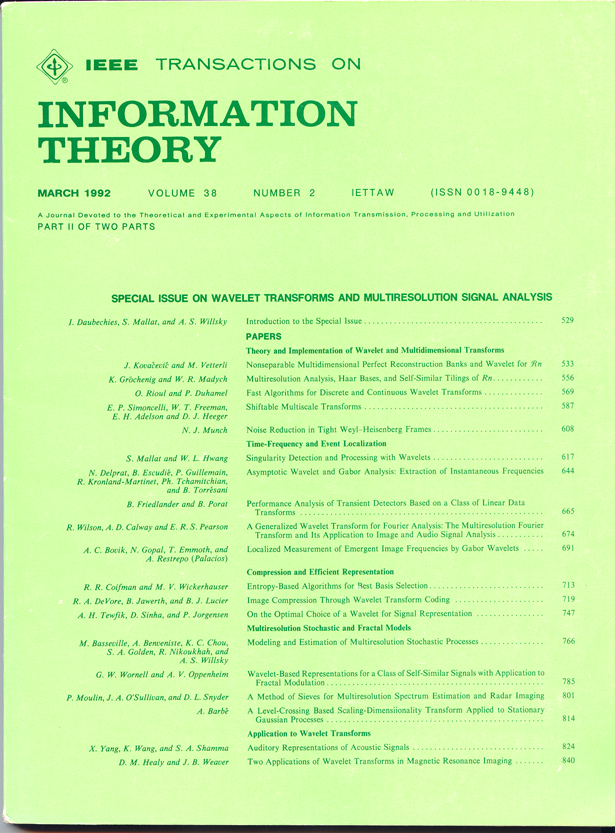 IEEE TRANSACTIONS ON
INFORMATION
THEORY
MARCH 1992 VOLUME 38 NUMBER 2 IETTAW (ISSN 0018-9448)
A Journal Devoted to the Theoretical and Experimental Aspects of Information Transmission, Processing and Utilization
PART II OF TWO PARTS
SPECIAL ISSUE ON WAVELET TRANSFORMS AND MULTIRESOLUTION SIGNAL ANALYSIS
I. Daubechies, S. Mallat, and A. S. Willsky Introduction to the Special Issue 529
PAPERS
Theory and Implementation of Wavelet and Multidimensional Transforms
J. Kovačević and M. Vetterli Nonseparable Multidimensional Perfect Reconstruction Banks and Wavelet for ℛn 533
K. Gröchenig and W. R. Madych Multiresolution Analysis, Haar Bases, and Self-Similar Tilings of Rn 556
O. Rioul and P. Duhamel Fast Algorithms for Discrete and Continuous Wavelet Transforms 569
E. P. Simoncelli, W. T. Freeman, Shiftable Multiscale Transforms 587
E. H. Adelson and D. J. Heeger
N. J. Munch Noise Reduction in Tight Weyl–Heisenberg Frames 608
Time-Frequency and Event Localization
S. Mallat and W. L. Hwang Singularity Detection and Processing with Wavelets 617
N. Delprat, B. Escudié, P. Guillemain, Asymptotic Wavelet and Gabor Analysis: Extraction of Instantaneous Frequencies 644
R. Kronland-Martinet, Ph. Tchamitchian,
and B. Torrèsani
B. Friedlander and B. Porat Performance Analysis of Transient Detectors Based on a Class of Linear Data
Transforms 665
R. Wilson, A. D. Calway and E. R. S. Pearson A Generalized Wavelet Transform for Fourier Analysis: The Multiresolution Fourier
Transform and Its Application to Image and Audio Signal Analysis 674
A. C. Bovik, N. Gopal, T. Emmoth, and Localized Measurement of Emergent Image Frequencies by Gabor Wavelets 691
A. Restrepo (Palacios)
Compression and Efficient Representation
R. R. Coifman and M. V. Wickerhauser Entropy-Based Algorithms for Best Basis Selection 713
R. A. DeVore, B. Jawerth, and B. J. Lucier Image Compression Through Wavelet Transform Coding 719
A. H. Tewfik, D. Sinha, and P. Jorgensen On the Optimal Choice of a Wavelet for Signal Representation 747
Multiresolution Stochastic and Fractal Models
M. Basseville, A. Benveniste, K. C. Chou, Modeling and Estimation of Multiresolution Stochastic Processes 766
S. A. Golden, R. Nikoukhah, and
A. S. Willsky
G. W. Wornell and A. V. Oppenheim Wavelet-Based Representations for a Class of Self-Similar Signals with Application to
Fractal Modulation 785
P. Moulin, J. A. O'Sullivan, and D. L. Snyder A Method of Sieves for Multiresolution Spectrum Estimation and Radar Imaging 801
A. Barbè A Level-Crossing Based Scaling-Dimensiionality Transform Applied to Stationary
Gaussian Processes 814
Application to Wavelet Transforms
X. Yang, K. Wang, and S. A. Shamma Auditory Representations of Acoustic Signals 824
D. M. Healy and J. B. Weaver Two Applications of Wavelet Transforms in Magnetic Resonance Imaging 840